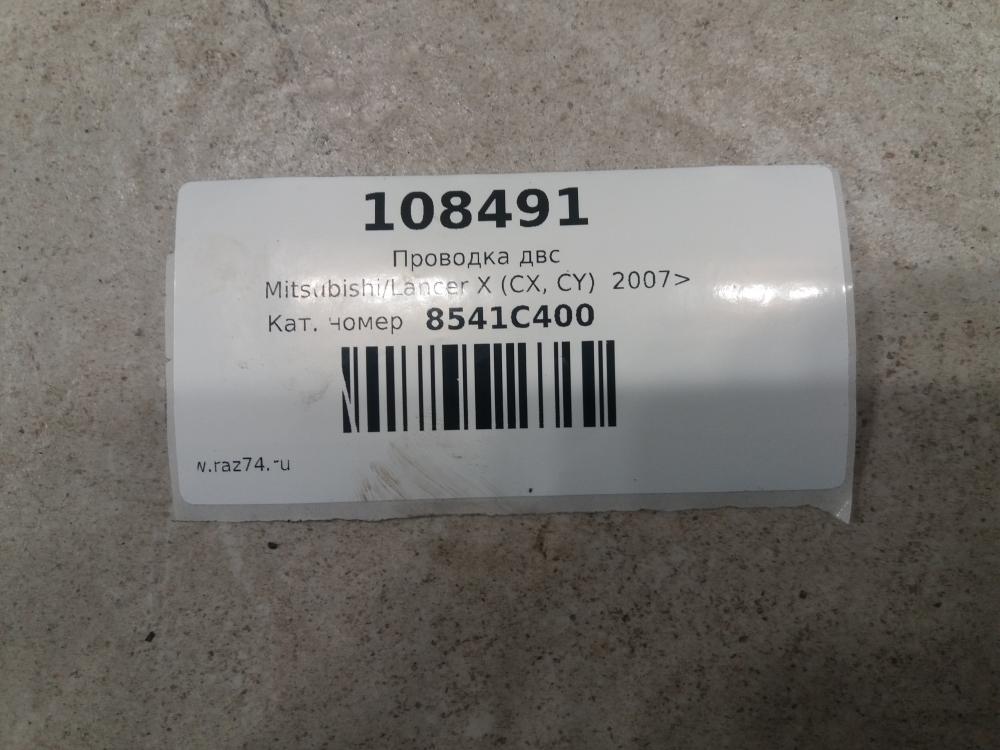 108491
Проводка двс
Mitsubishi/Lancer X (CX, CY) 2007>
Кат. номер 8541C400
w.raz74.ru